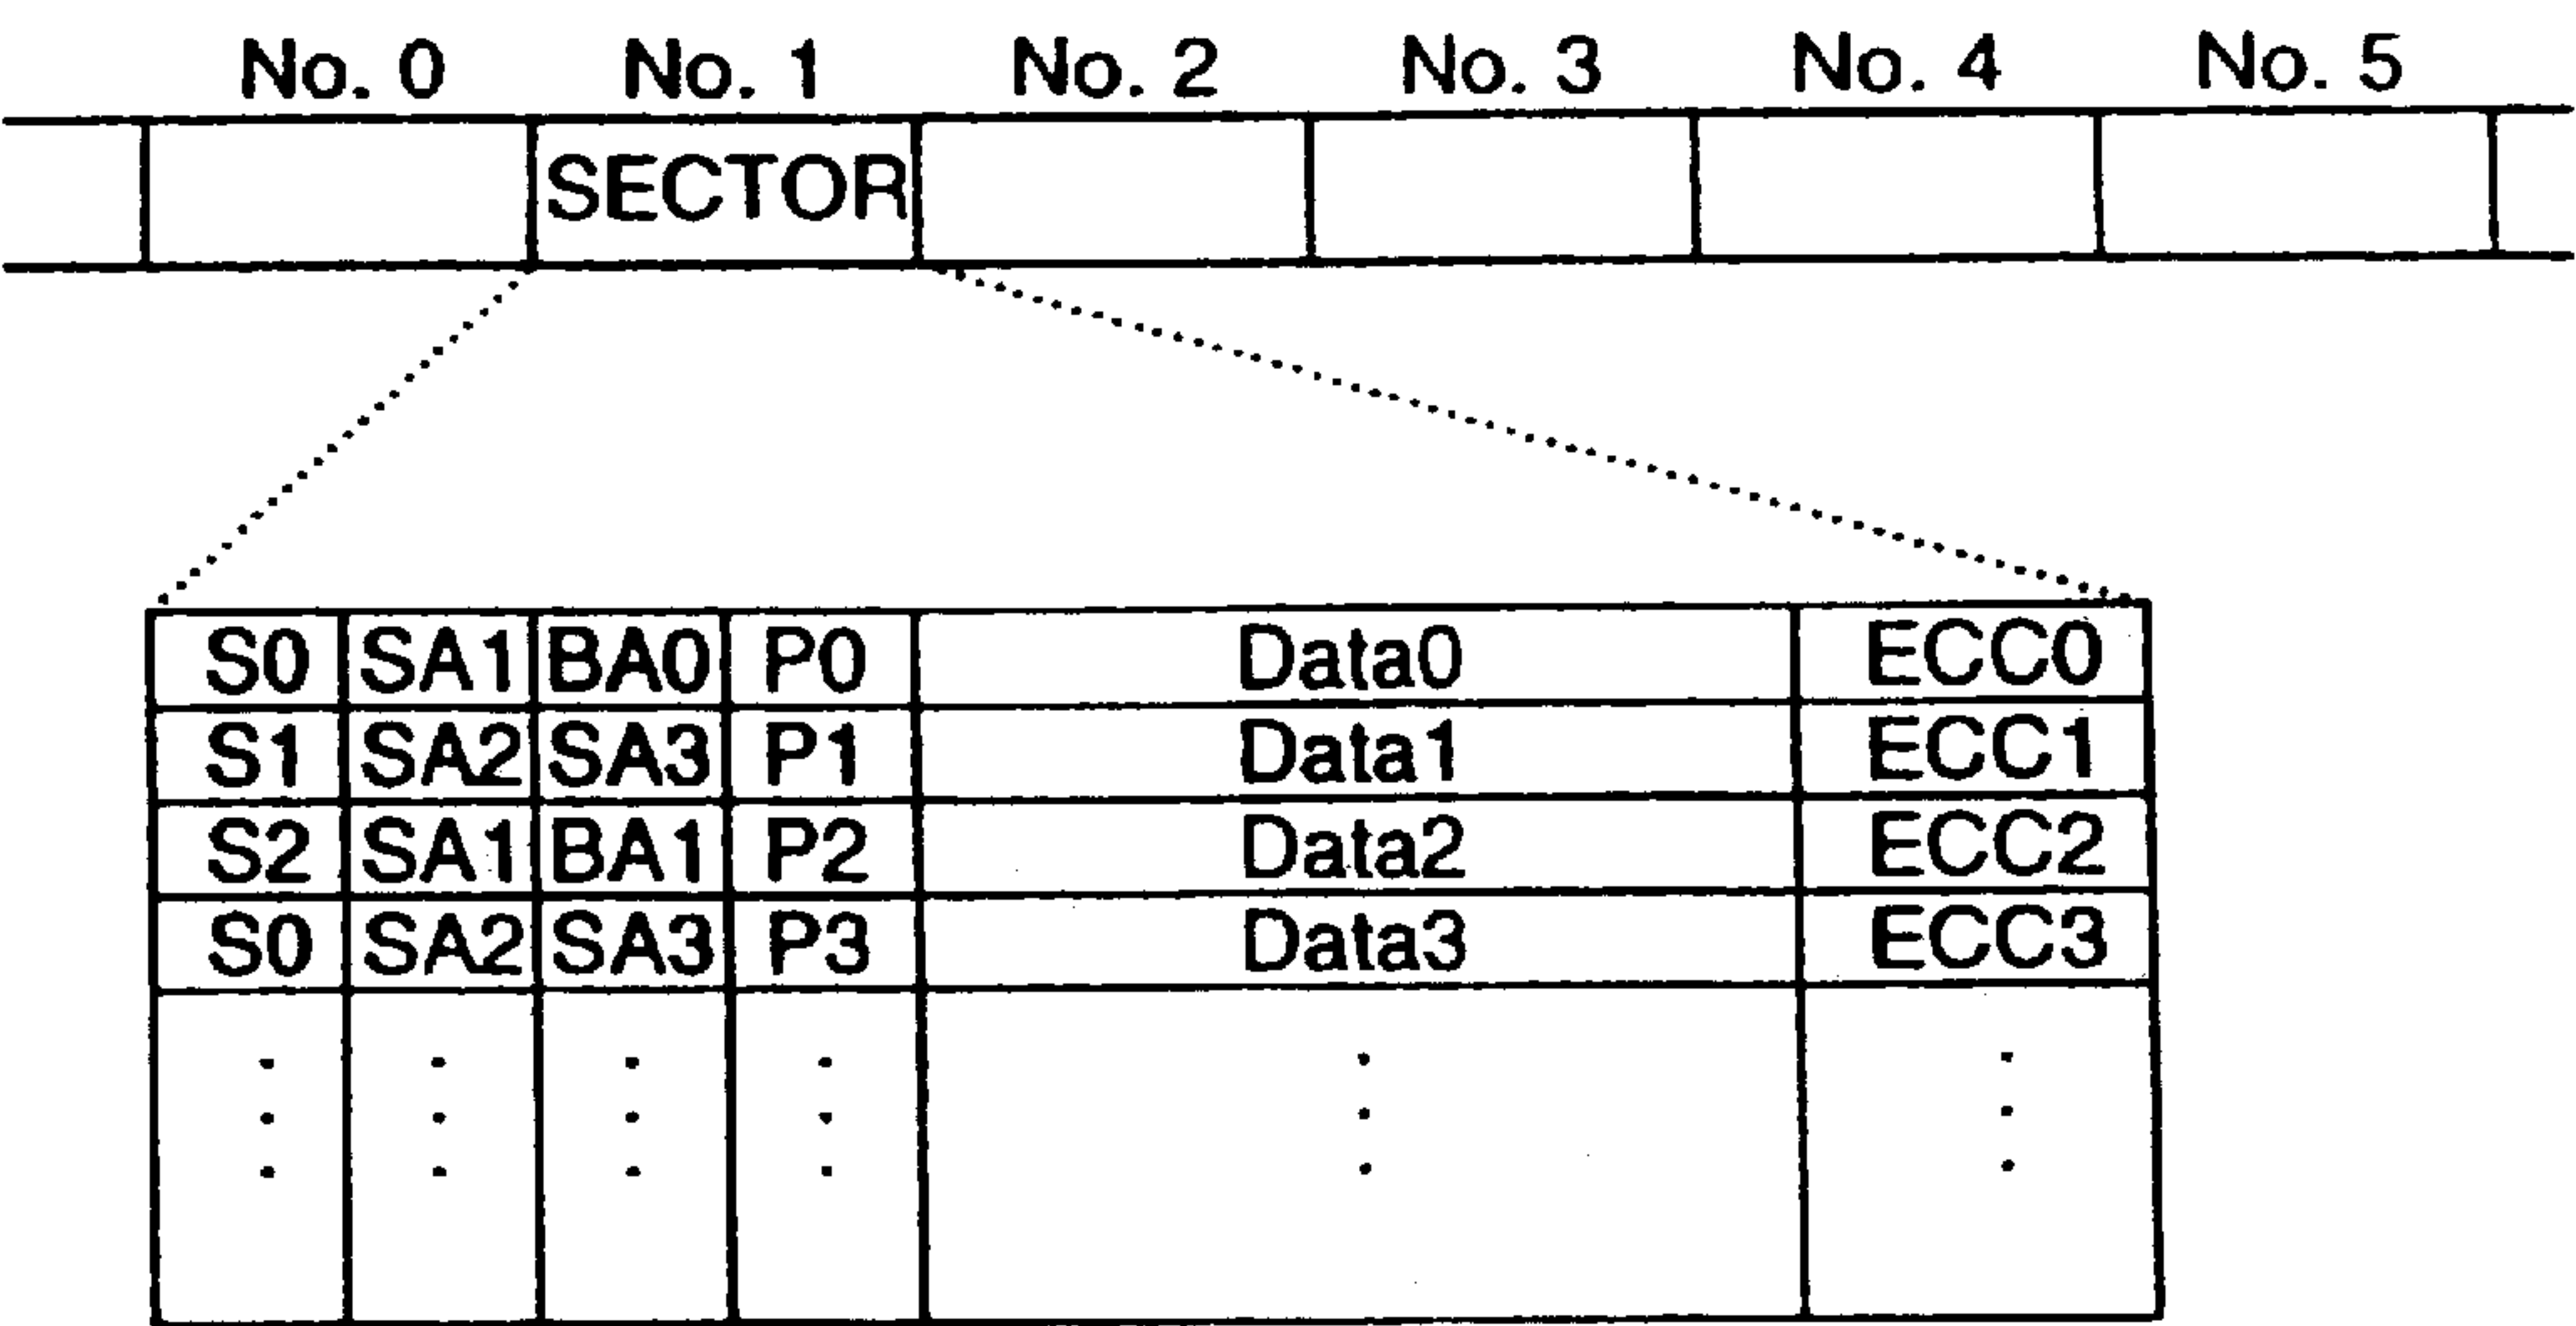 No. 0 No. 1 No. 2 No. 3 No. 4 No. 5
SECTOR
S0 SA1 BA0 P0 Data0 ECC0
S1 SA2 SA3 P1 Data1 ECC1
S2 SA1 BA1 P2 Data2 ECC2
S0 SA2 SA3 P3 Data3 ECC3